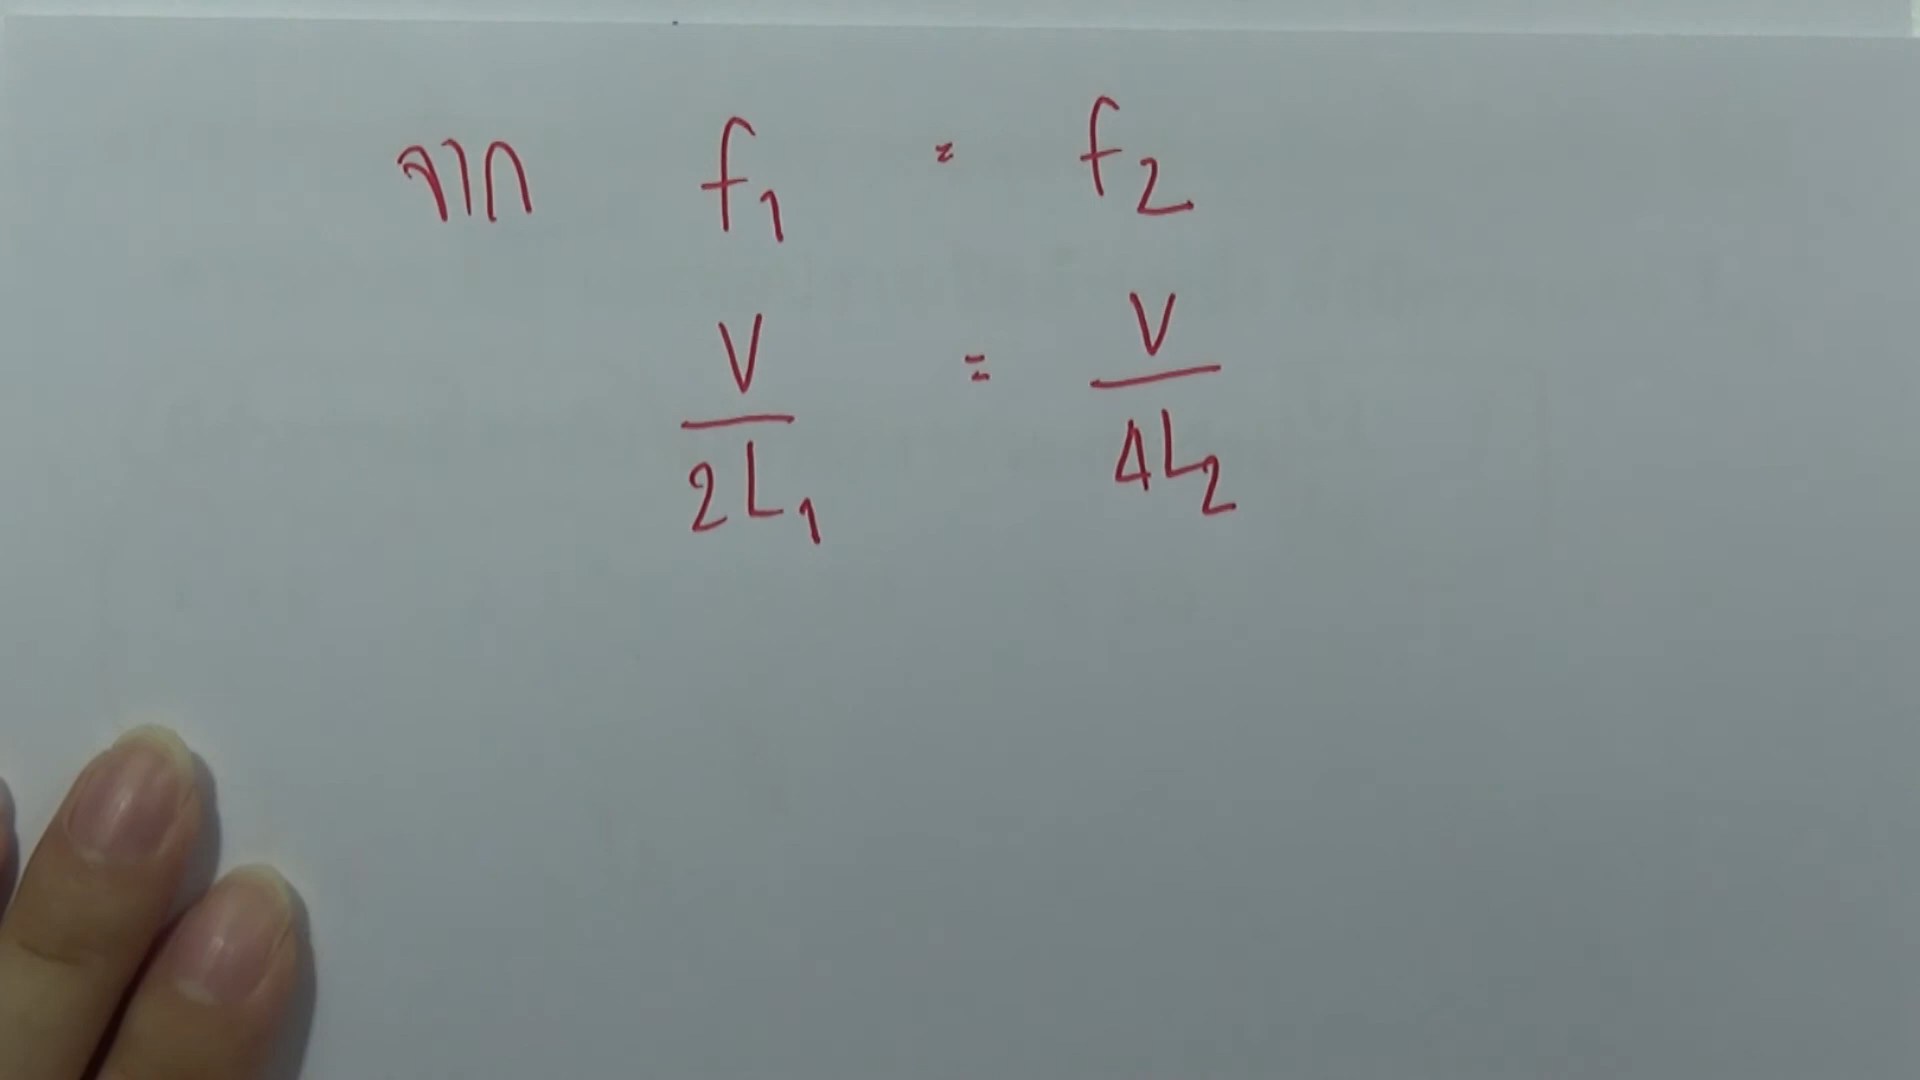 จาก f₁ = f₂
V/2L₁ = V/4L₂